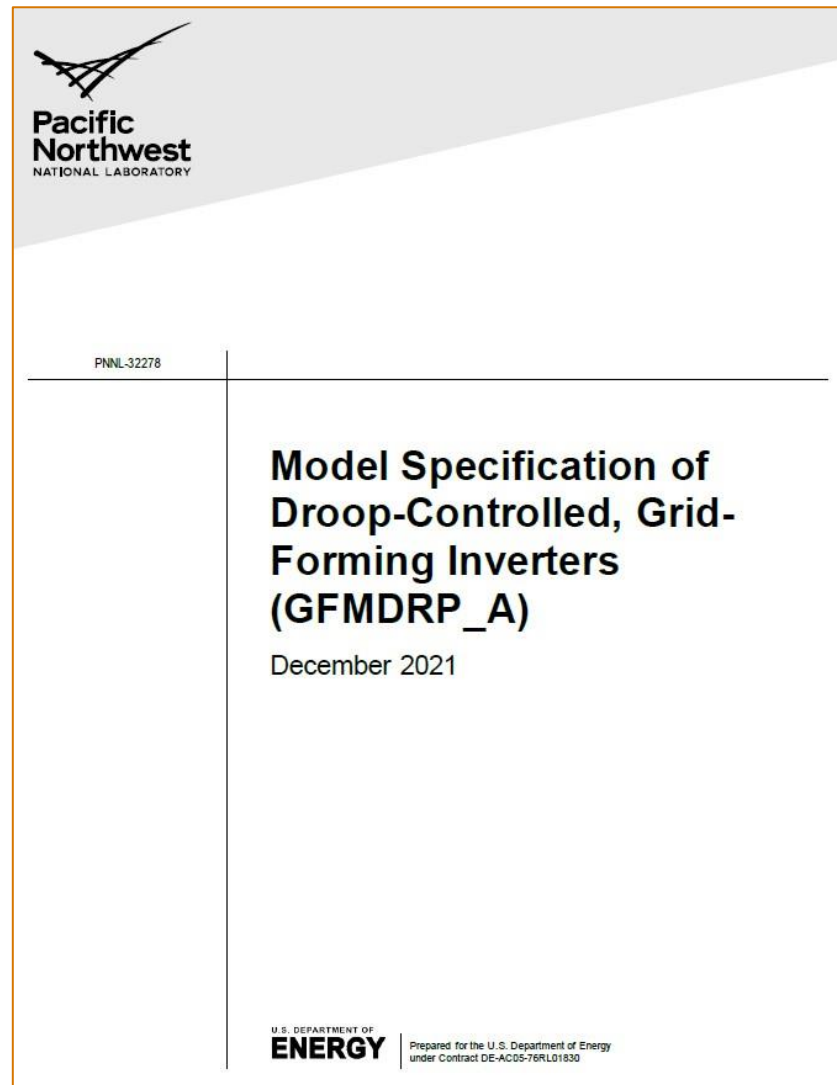 Pacific
Northwest
NATIONAL LABORATORY
PNNL-32278
Model Specification of
Droop-Controlled, Grid-
Forming Inverters
(GFMDRP_A)
December 2021
U.S. DEPARTMENT OF
ENERGY
Prepared for the U.S. Department of Energy
under Contract DE-AC05-76RL01830